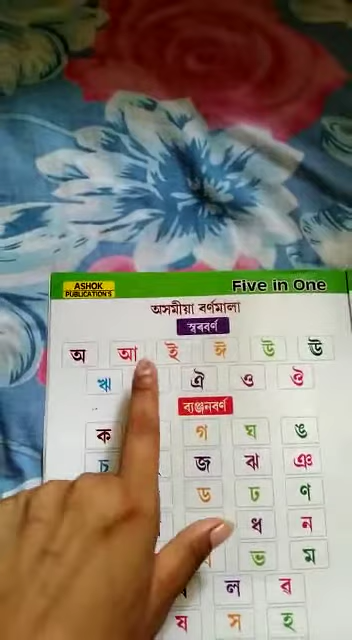 ASHOK
PUBLICATION'S
Five in One
অসমীয়া বৰ্ণমালা
স্বৰবৰ্ণ
অ আ ই ঈ উ ঊ
ঋ ঐ ও ঔ
ব্যঞ্জনবৰ্ণ
ক গ ঘ ঙ
চ জ ঝ ঞ
ড ঢ ণ
ধ ন
ভ ম
ল ৱ
ষ স হ